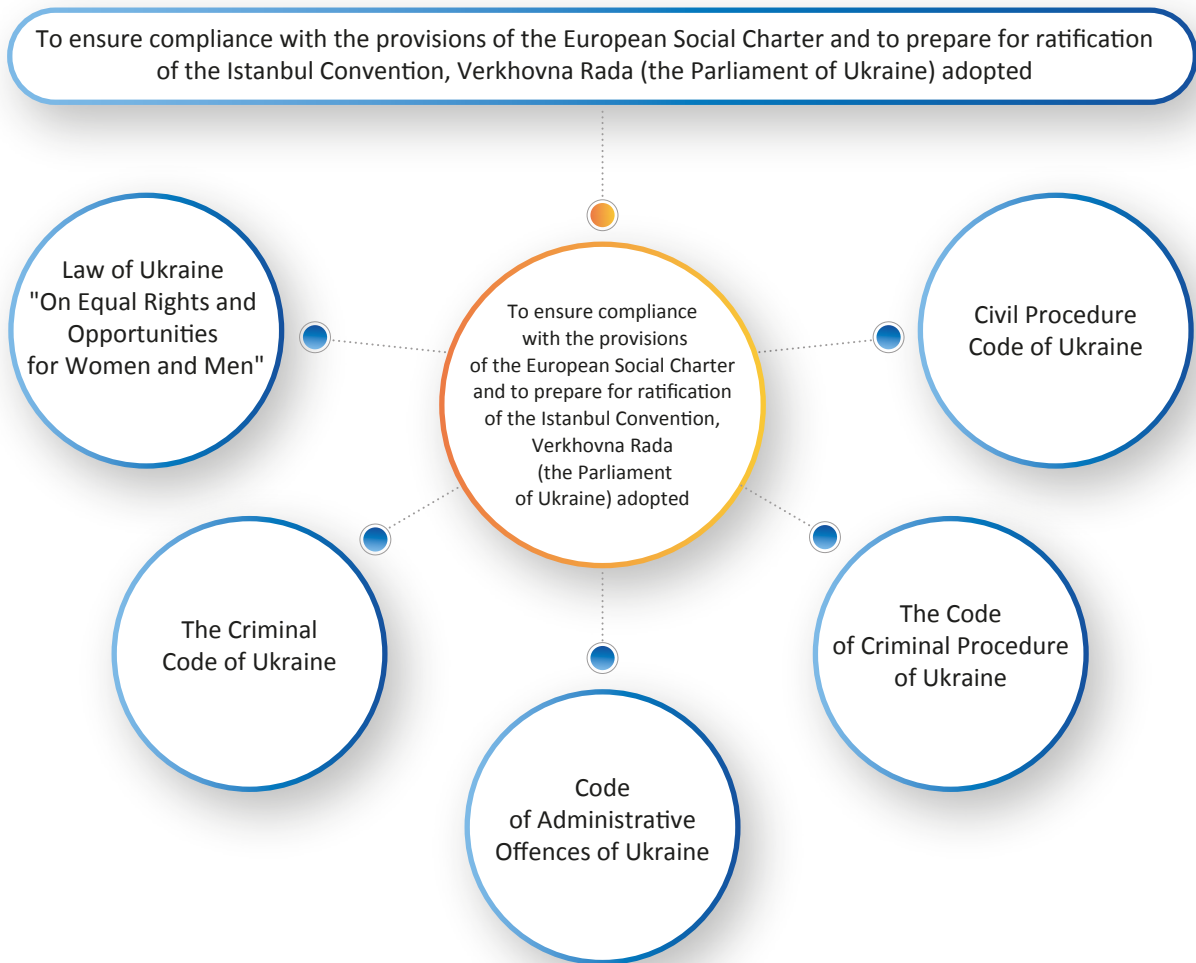 To ensure compliance with the provisions of the European Social Charter and to prepare for ratification
of the Istanbul Convention, Verkhovna Rada (the Parliament of Ukraine) adopted
Law of Ukraine
"On Equal Rights and
Opportunities
for Women and Men"
To ensure compliance
with the provisions
of the European Social Charter
and to prepare for ratification
of the Istanbul Convention,
Verkhovna Rada
(the Parliament
of Ukraine) adopted
Civil Procedure
Code of Ukraine
The Criminal
Code of Ukraine
The Code
of Criminal Procedure
of Ukraine
Code
of Administrative
Offences of Ukraine